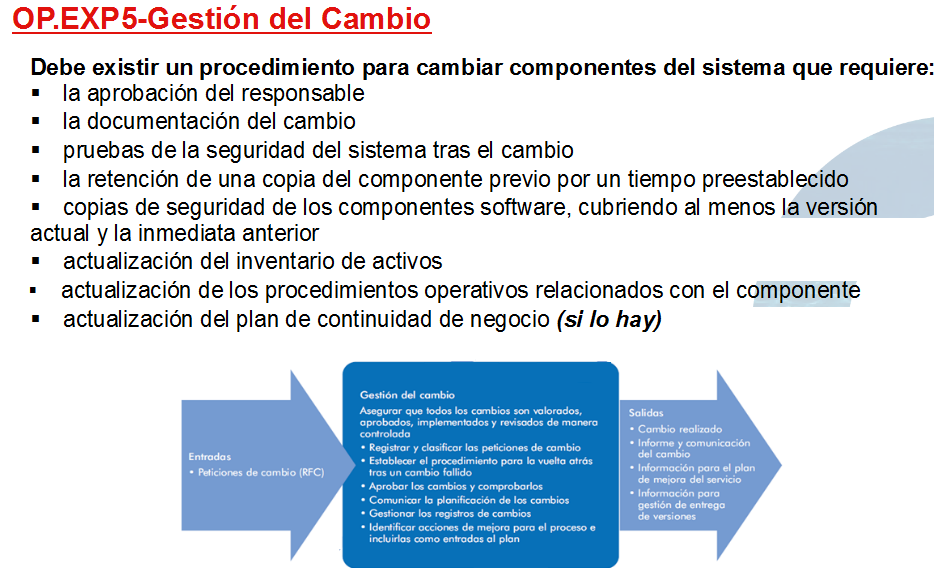 OP.EXP5-Gestión del Cambio
Debe existir un procedimiento para cambiar componentes del sistema que requiere:
▪ la aprobación del responsable
▪ la documentación del cambio
▪ pruebas de la seguridad del sistema tras el cambio
▪ la retención de una copia del componente previo por un tiempo preestablecido
▪ copias de seguridad de los componentes software, cubriendo al menos la versión
actual y la inmediata anterior
▪ actualización del inventario de activos
▪ actualización de los procedimientos operativos relacionados con el componente
▪ actualización del plan de continuidad de negocio (si lo hay)
Entradas
• Peticiones de cambio (RFC)
Gestión del cambio
Asegurar que todos los cambios son valorados,
aprobados, implementados y revisados de manera
controlada
• Registrar y clasificar las peticiones de cambio
• Establecer el procedimiento para la vuelta atrás
tras un cambio fallido
• Aprobar los cambios y comprobarlos
• Comunicar la planificación de los cambios
• Gestionar los registros de cambios
• Identificar acciones de mejora para el proceso e
incluirlas como entradas al plan
Salidas
• Cambio realizado
• Informe y comunicación
del cambio
• Información para el plan
de mejora del servicio
• Información para
gestión de entrega
de versiones